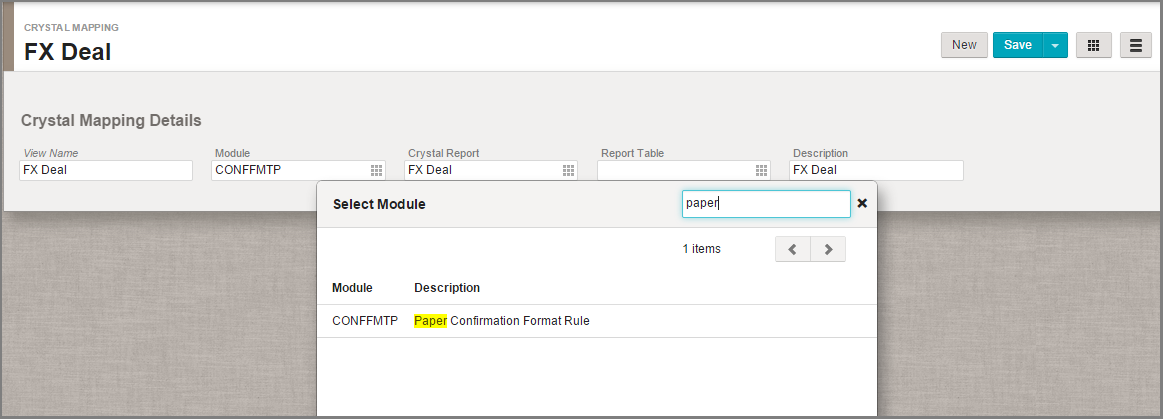 CRYSTAL MAPPING
FX Deal
New Save
Crystal Mapping Details
View Name Module Crystal Report Report Table Description
FX Deal CONFFMTP FX Deal FX Deal
Select Module paper
1 items
Module Description
CONFFMTP Paper Confirmation Format Rule